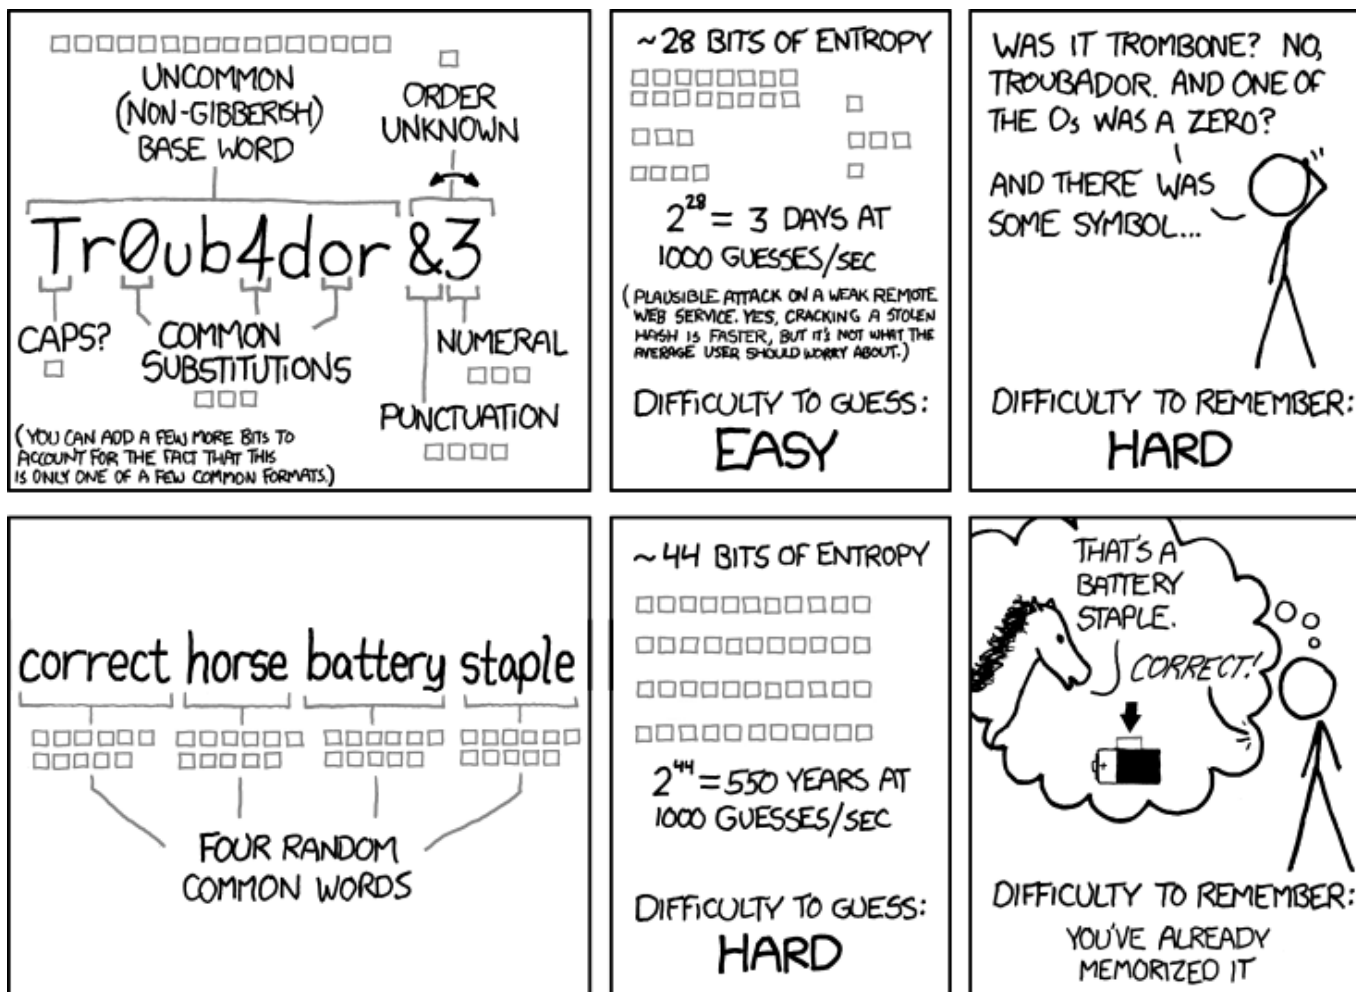 UNCOMMON
(NON-GIBBERISH)
BASE WORD
ORDER
UNKNOWN
Tr0ub4dor &3
CAPS?
COMMON
SUBSTITUTIONS
NUMERAL
PUNCTUATION
(YOU CAN ADD A FEW MORE BITS TO
ACCOUNT FOR THE FACT THAT THIS
IS ONLY ONE OF A FEW COMMON FORMATS.)
~28 BITS OF ENTROPY
2^28 = 3 DAYS AT
1000 GUESSES/SEC
(PLAUSIBLE ATTACK ON A WEAK REMOTE
WEB SERVICE. YES, CRACKING A STOLEN
HASH IS FASTER, BUT IT'S NOT WHAT THE
AVERAGE USER SHOULD WORRY ABOUT.)
DIFFICULTY TO GUESS:
EASY
WAS IT TROMBONE? NO,
TROUBADOR. AND ONE OF
THE Os WAS A ZERO?
AND THERE WAS
SOME SYMBOL...
DIFFICULTY TO REMEMBER:
HARD
correct horse battery staple
FOUR RANDOM
COMMON WORDS
~44 BITS OF ENTROPY
2^44 = 550 YEARS AT
1000 GUESSES/SEC
DIFFICULTY TO GUESS:
HARD
THAT'S A
BATTERY
STAPLE.
CORRECT!
+
DIFFICULTY TO REMEMBER:
YOU'VE ALREADY
MEMORIZED IT